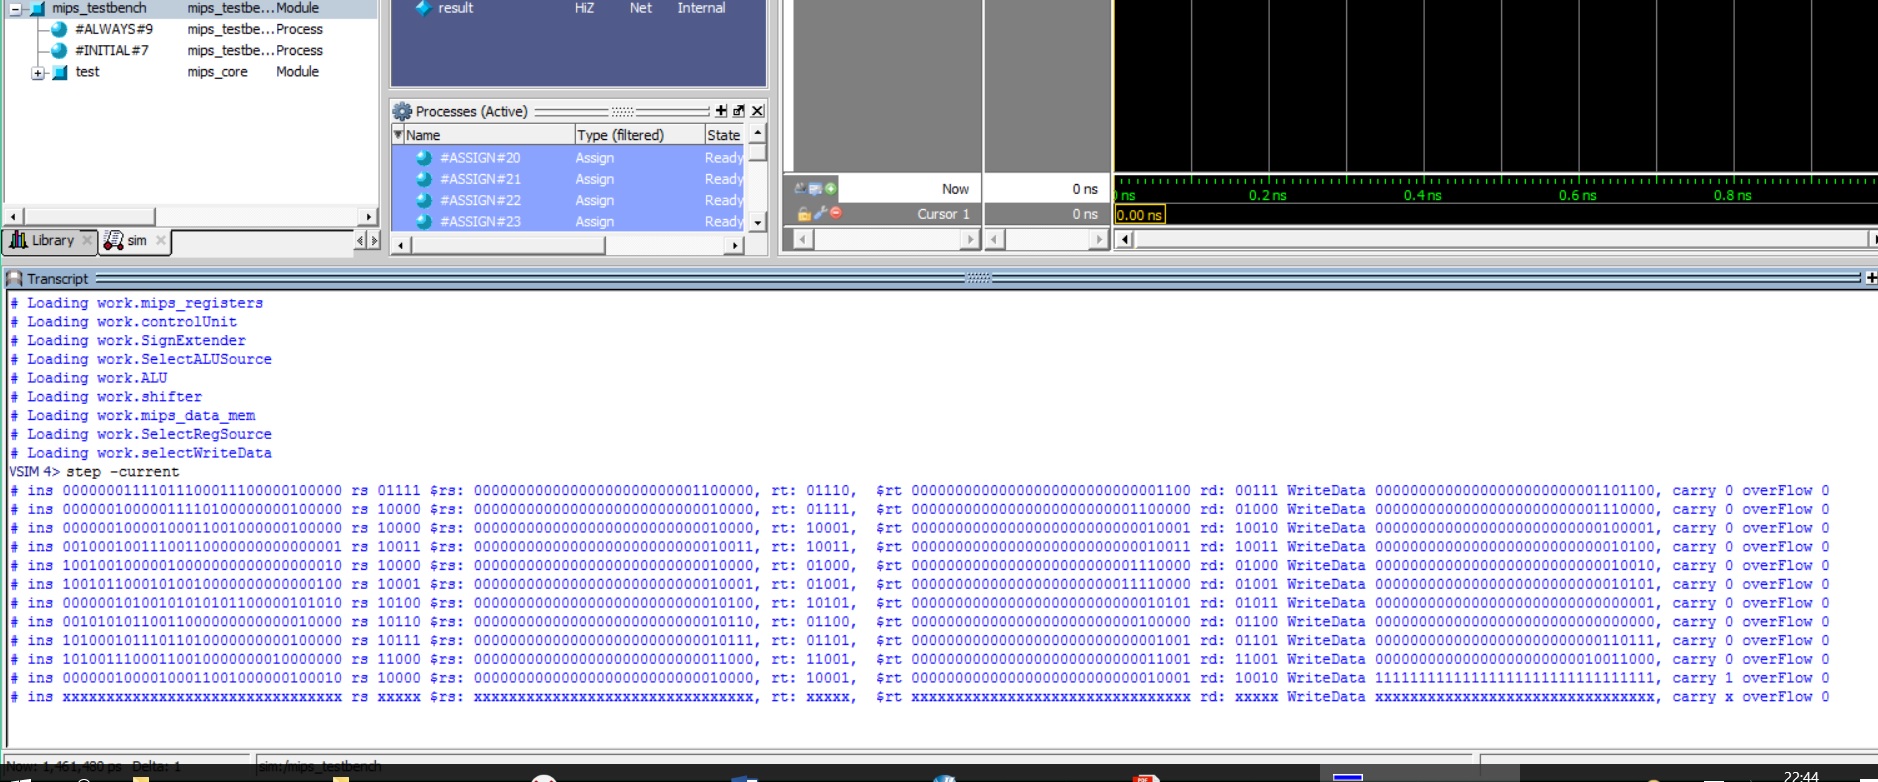 mips_testbench mips_testbe... Module
#ALWAYS#9 mips_testbe... Process
#INITIAL#7 mips_testbe... Process
test mips_core Module
Library sim
result HiZ Net Internal
Processes (Active)
Name Type (filtered) State
#ASSIGN#20 Assign Ready
#ASSIGN#21 Assign Ready
#ASSIGN#22 Assign Ready
#ASSIGN#23 Assign Ready
Now 0 ns
Cursor 1 0 ns
ns 0.2 ns 0.4 ns 0.6 ns 0.8 ns
0.00 ns
Transcript
# Loading work.mips_registers
# Loading work.controlUnit
# Loading work.SignExtender
# Loading work.SelectALUSource
# Loading work.ALU
# Loading work.shifter
# Loading work.mips_data_mem
# Loading work.SelectRegSource
# Loading work.selectWriteData
VSIM 4> step -current
# ins 00000001111011100011100000100000 rs 01111 $rs: 00000000000000000000000001100000, rt: 01110, $rt 00000000000000000000000000001100 rd: 00111 WriteData 00000000000000000000000001101100, carry 0 overFlow 0
# ins 00000010000011110100000000100000 rs 10000 $rs: 00000000000000000000000000010000, rt: 01111, $rt 00000000000000000000000001100000 rd: 01000 WriteData 00000000000000000000000001110000, carry 0 overFlow 0
# ins 00000010000100011001000000100000 rs 10000 $rs: 00000000000000000000000000010000, rt: 10001, $rt 00000000000000000000000000010001 rd: 10010 WriteData 00000000000000000000000000100001, carry 0 overFlow 0
# ins 00100010011100110000000000000001 rs 10011 $rs: 00000000000000000000000000010011, rt: 10011, $rt 00000000000000000000000000010011 rd: 10011 WriteData 00000000000000000000000000010100, carry 0 overFlow 0
# ins 10010010000010000000000000000010 rs 10000 $rs: 00000000000000000000000000010000, rt: 01000, $rt 00000000000000000000000001110000 rd: 01000 WriteData 00000000000000000000000000010010, carry 0 overFlow 0
# ins 10010110001010010000000000000100 rs 10001 $rs: 00000000000000000000000000010001, rt: 01001, $rt 00000000000000000000000011110000 rd: 01001 WriteData 00000000000000000000000000010101, carry 0 overFlow 0
# ins 00000010100101010101100000101010 rs 10100 $rs: 00000000000000000000000000010100, rt: 10101, $rt 00000000000000000000000000010101 rd: 01011 WriteData 00000000000000000000000000000001, carry 0 overFlow 0
# ins 00101010110011000000000000010000 rs 10110 $rs: 00000000000000000000000000010110, rt: 01100, $rt 00000000000000000000000000100000 rd: 01100 WriteData 00000000000000000000000000000000, carry 0 overFlow 0
# ins 10100010111011010000000000100000 rs 10111 $rs: 00000000000000000000000000010111, rt: 01101, $rt 00000000000000000000000000001001 rd: 01101 WriteData 00000000000000000000000000110111, carry 0 overFlow 0
# ins 10100111000110010000000010000000 rs 11000 $rs: 00000000000000000000000000011000, rt: 11001, $rt 00000000000000000000000000011001 rd: 11001 WriteData 00000000000000000000000010011000, carry 0 overFlow 0
# ins 00000010000100011001000000100010 rs 10000 $rs: 00000000000000000000000000010000, rt: 10001, $rt 00000000000000000000000000010001 rd: 10010 WriteData 11111111111111111111111111111111, carry 1 overFlow 0
# ins xxxxxxxxxxxxxxxxxxxxxxxxxxxxxxxx rs xxxxx $rs: xxxxxxxxxxxxxxxxxxxxxxxxxxxxxxxx, rt: xxxxx, $rt xxxxxxxxxxxxxxxxxxxxxxxxxxxxxxxx rd: xxxxx WriteData xxxxxxxxxxxxxxxxxxxxxxxxxxxxxxxx, carry x overFlow 0
Now: 1,461,480 ps Delta: 1 sim:/mips_testbench
22:44